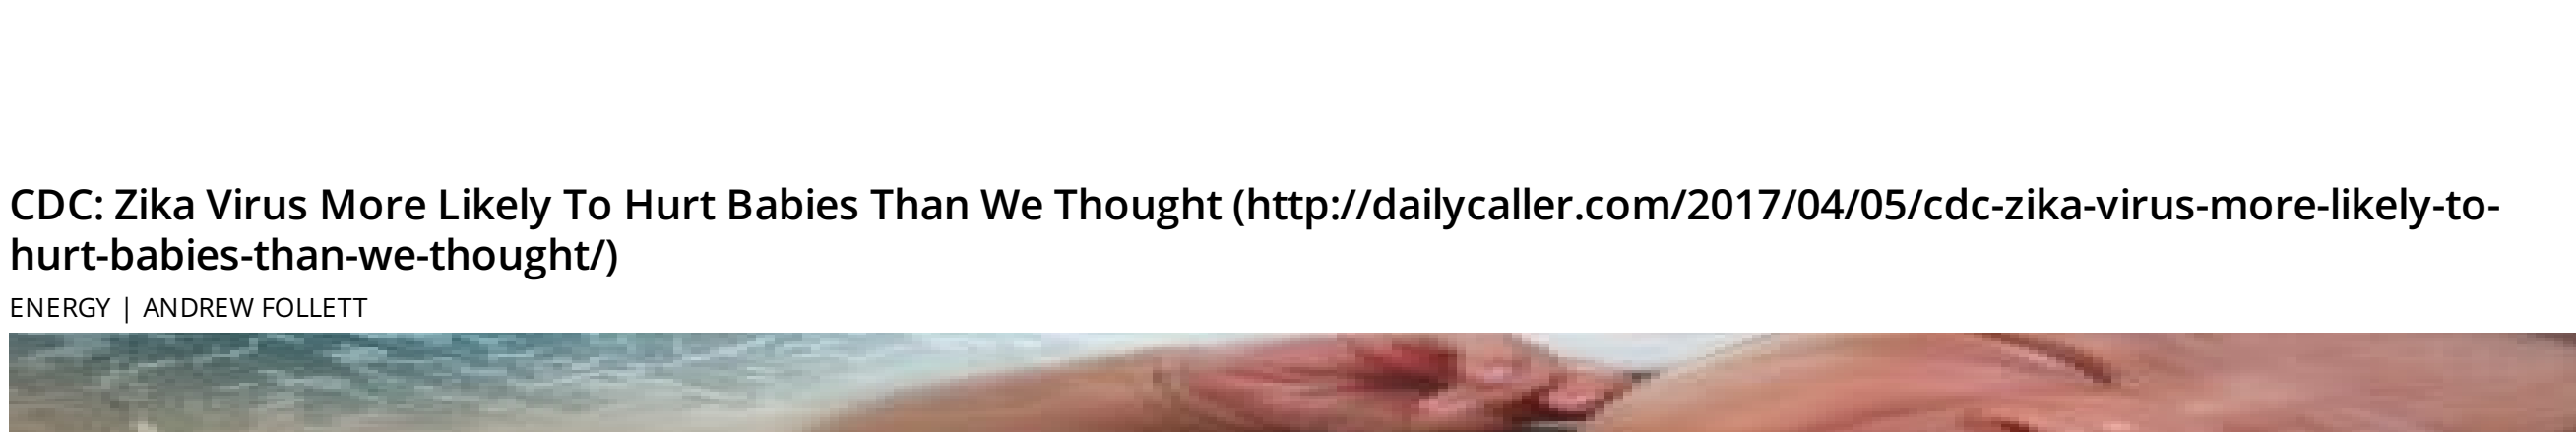 CDC: Zika Virus More Likely To Hurt Babies Than We Thought (http://dailycaller.com/2017/04/05/cdc-zika-virus-more-likely-to-
hurt-babies-than-we-thought/)
ENERGY | ANDREW FOLLETT